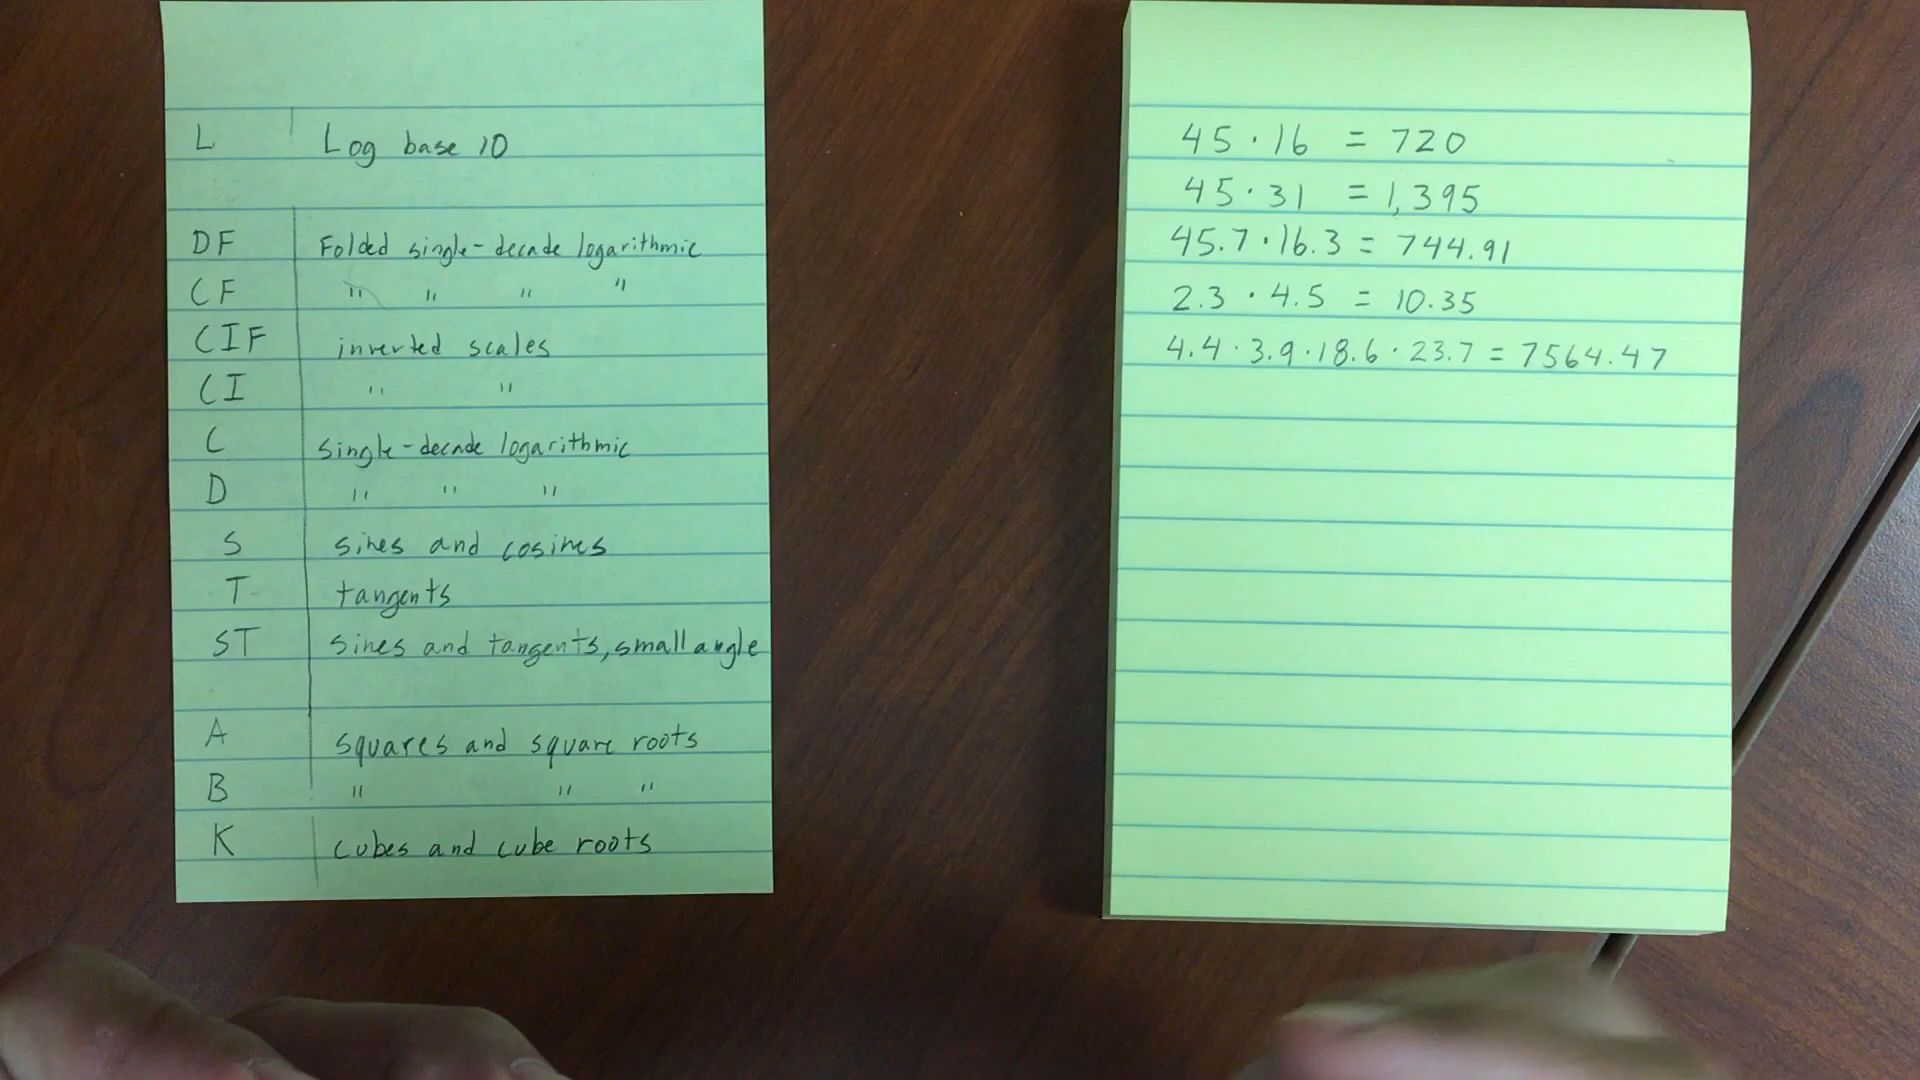 L Log base 10
DF Folded single-decade logarithmic
CF " " " "
CIF inverted scales
CI " "
C single-decade logarithmic
D " " "
S sines and cosines
T tangents
ST sines and tangents, small angle
A squares and square roots
B " " "
K cubes and cube roots
45 · 16 = 720
45 · 31 = 1,395
45.7 · 16.3 = 744.91
2.3 · 4.5 = 10.35
4.4 · 3.9 · 18.6 · 23.7 = 7564.47